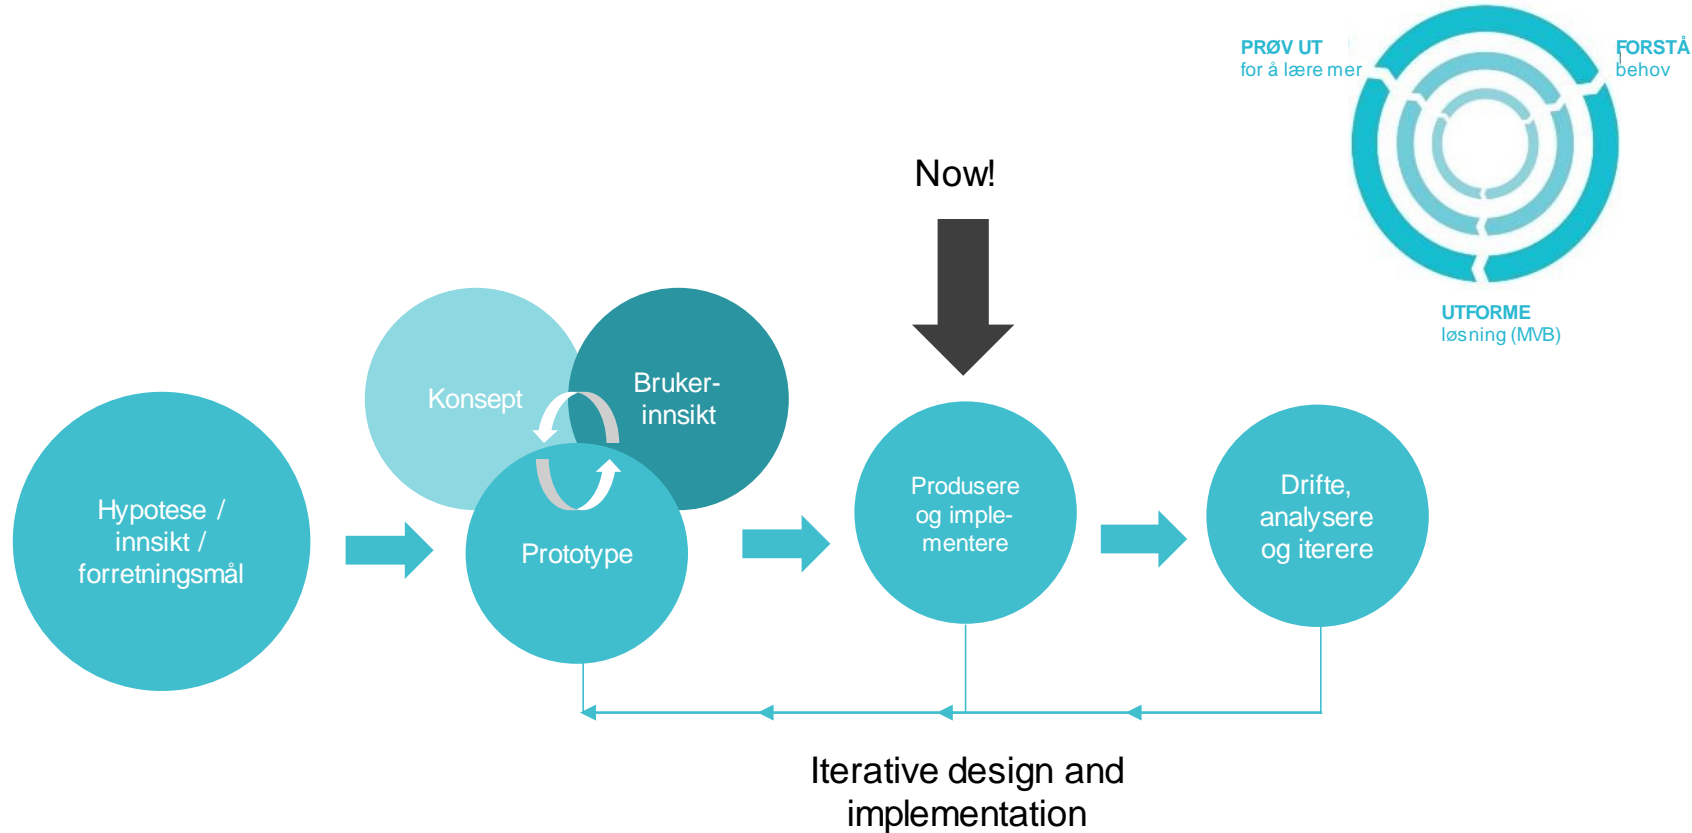 PRØV UT
for å lære mer
FORSTÅ
behov
UTFORME
løsning (MVB)
Now!
Konsept
Bruker-
innsikt
Prototype
Hypotese /
innsikt /
forretningsmål
Produsere
og imple-
mentere
Drifte,
analysere
og iterere
Iterative design and
implementation